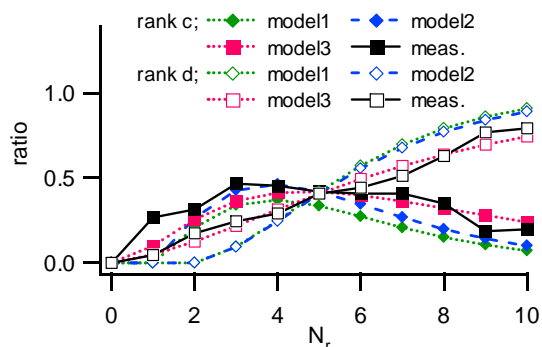 rank c; model1 model2
model3 meas.
rank d; model1 model2
model3 meas.
1.0
0.5
0.0
ratio
0 2 4 6 8 10
N_r